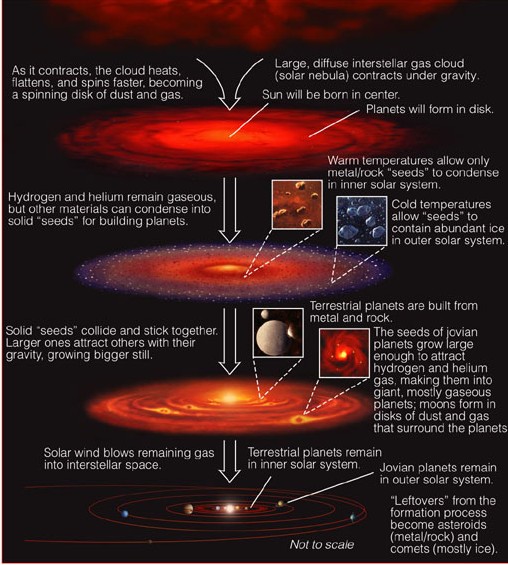 As it contracts, the cloud heats,
flattens, and spins faster, becoming
a spinning disk of dust and gas.
Large, diffuse interstellar gas cloud
(solar nebula) contracts under gravity.
Sun will be born in center.
Planets will form in disk.
Warm temperatures allow only
metal/rock “seeds” to condense
in inner solar system.
Hydrogen and helium remain gaseous,
but other materials can condense into
solid “seeds” for building planets.
Cold temperatures
allow “seeds” to
contain abundant ice
in outer solar system.
Terrestrial planets are built from
metal and rock.
Solid “seeds” collide and stick together.
Larger ones attract others with their
gravity, growing bigger still.
The seeds of jovian
planets grow large
enough to attract
hydrogen and helium
gas, making them into
giant, mostly gaseous
planets; moons form in
disks of dust and gas
that surround the planets
Solar wind blows remaining gas
into interstellar space.
Terrestrial planets remain
in inner solar system.
Jovian planets remain
in outer solar system.
“Leftovers” from the
formation process
become asteroids
(metal/rock) and
comets (mostly ice).
Not to scale